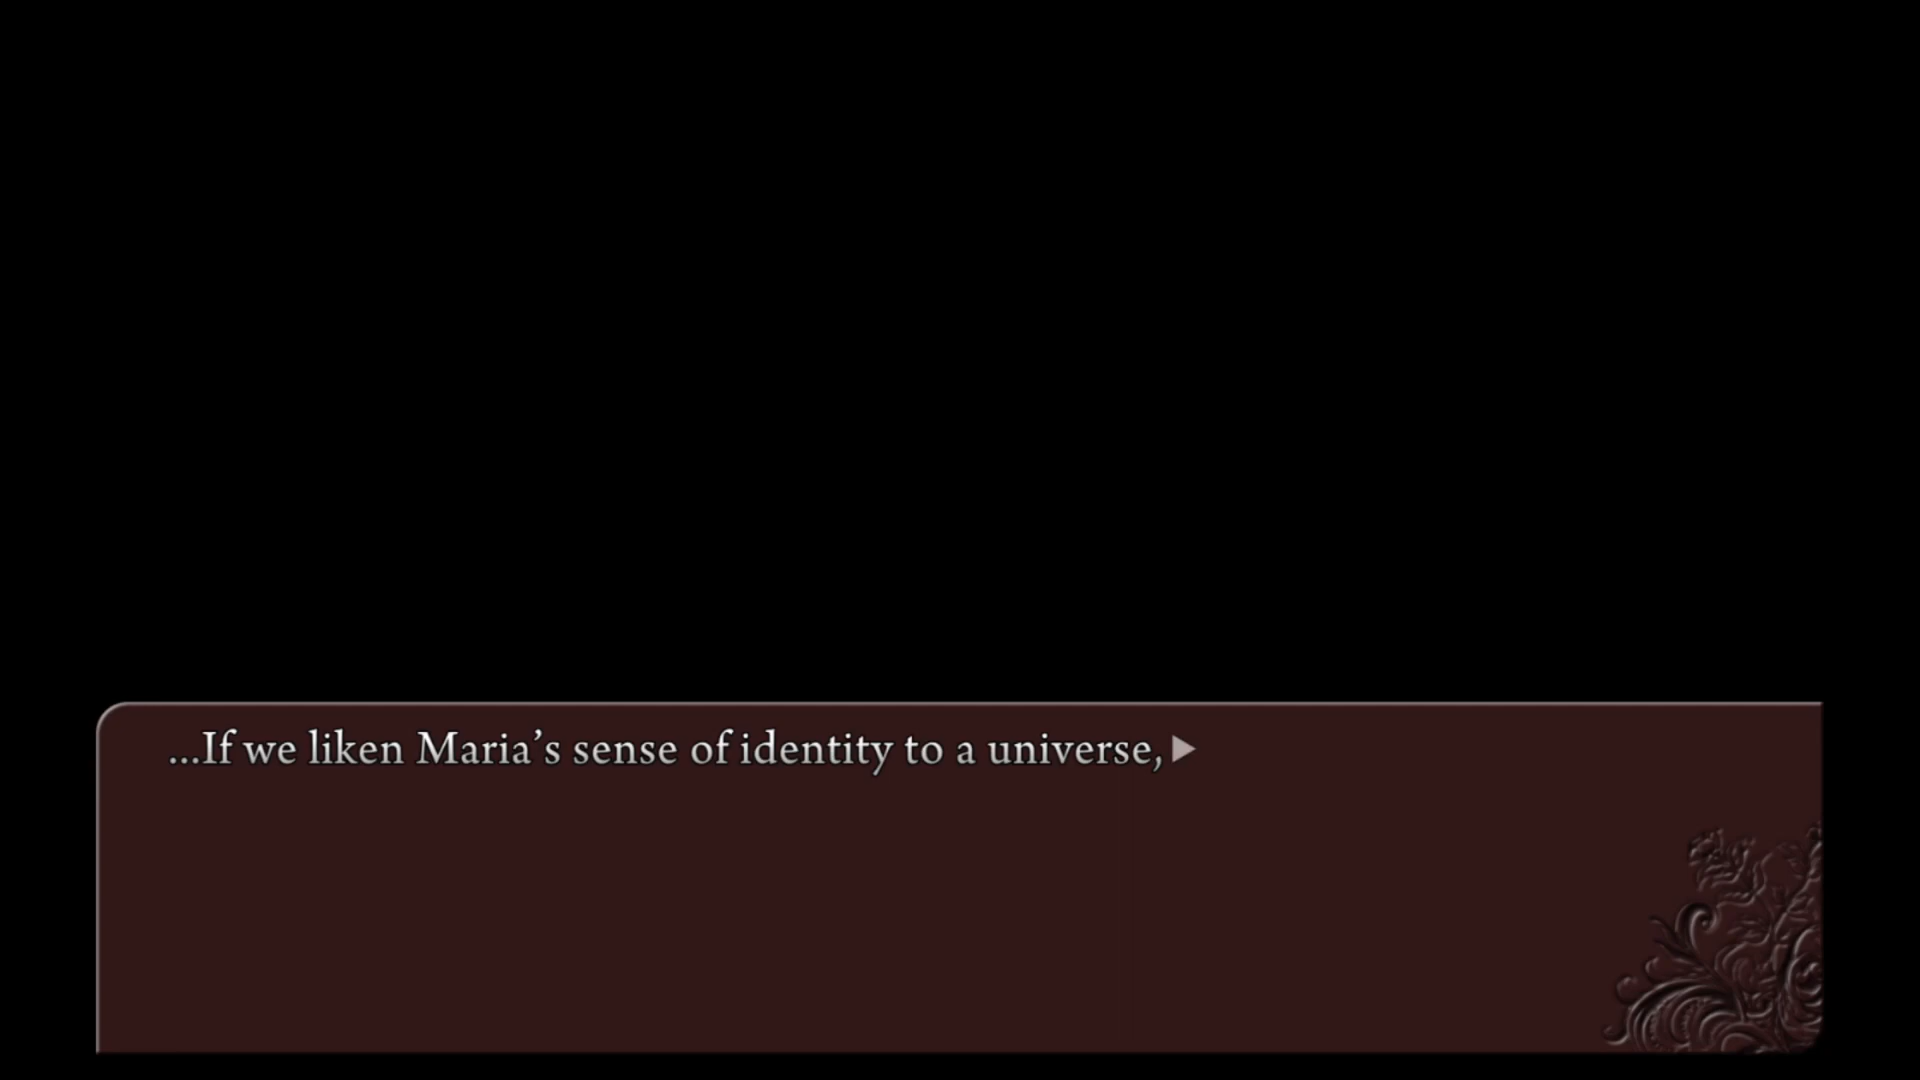 ...If we liken Maria’s sense of identity to a universe,